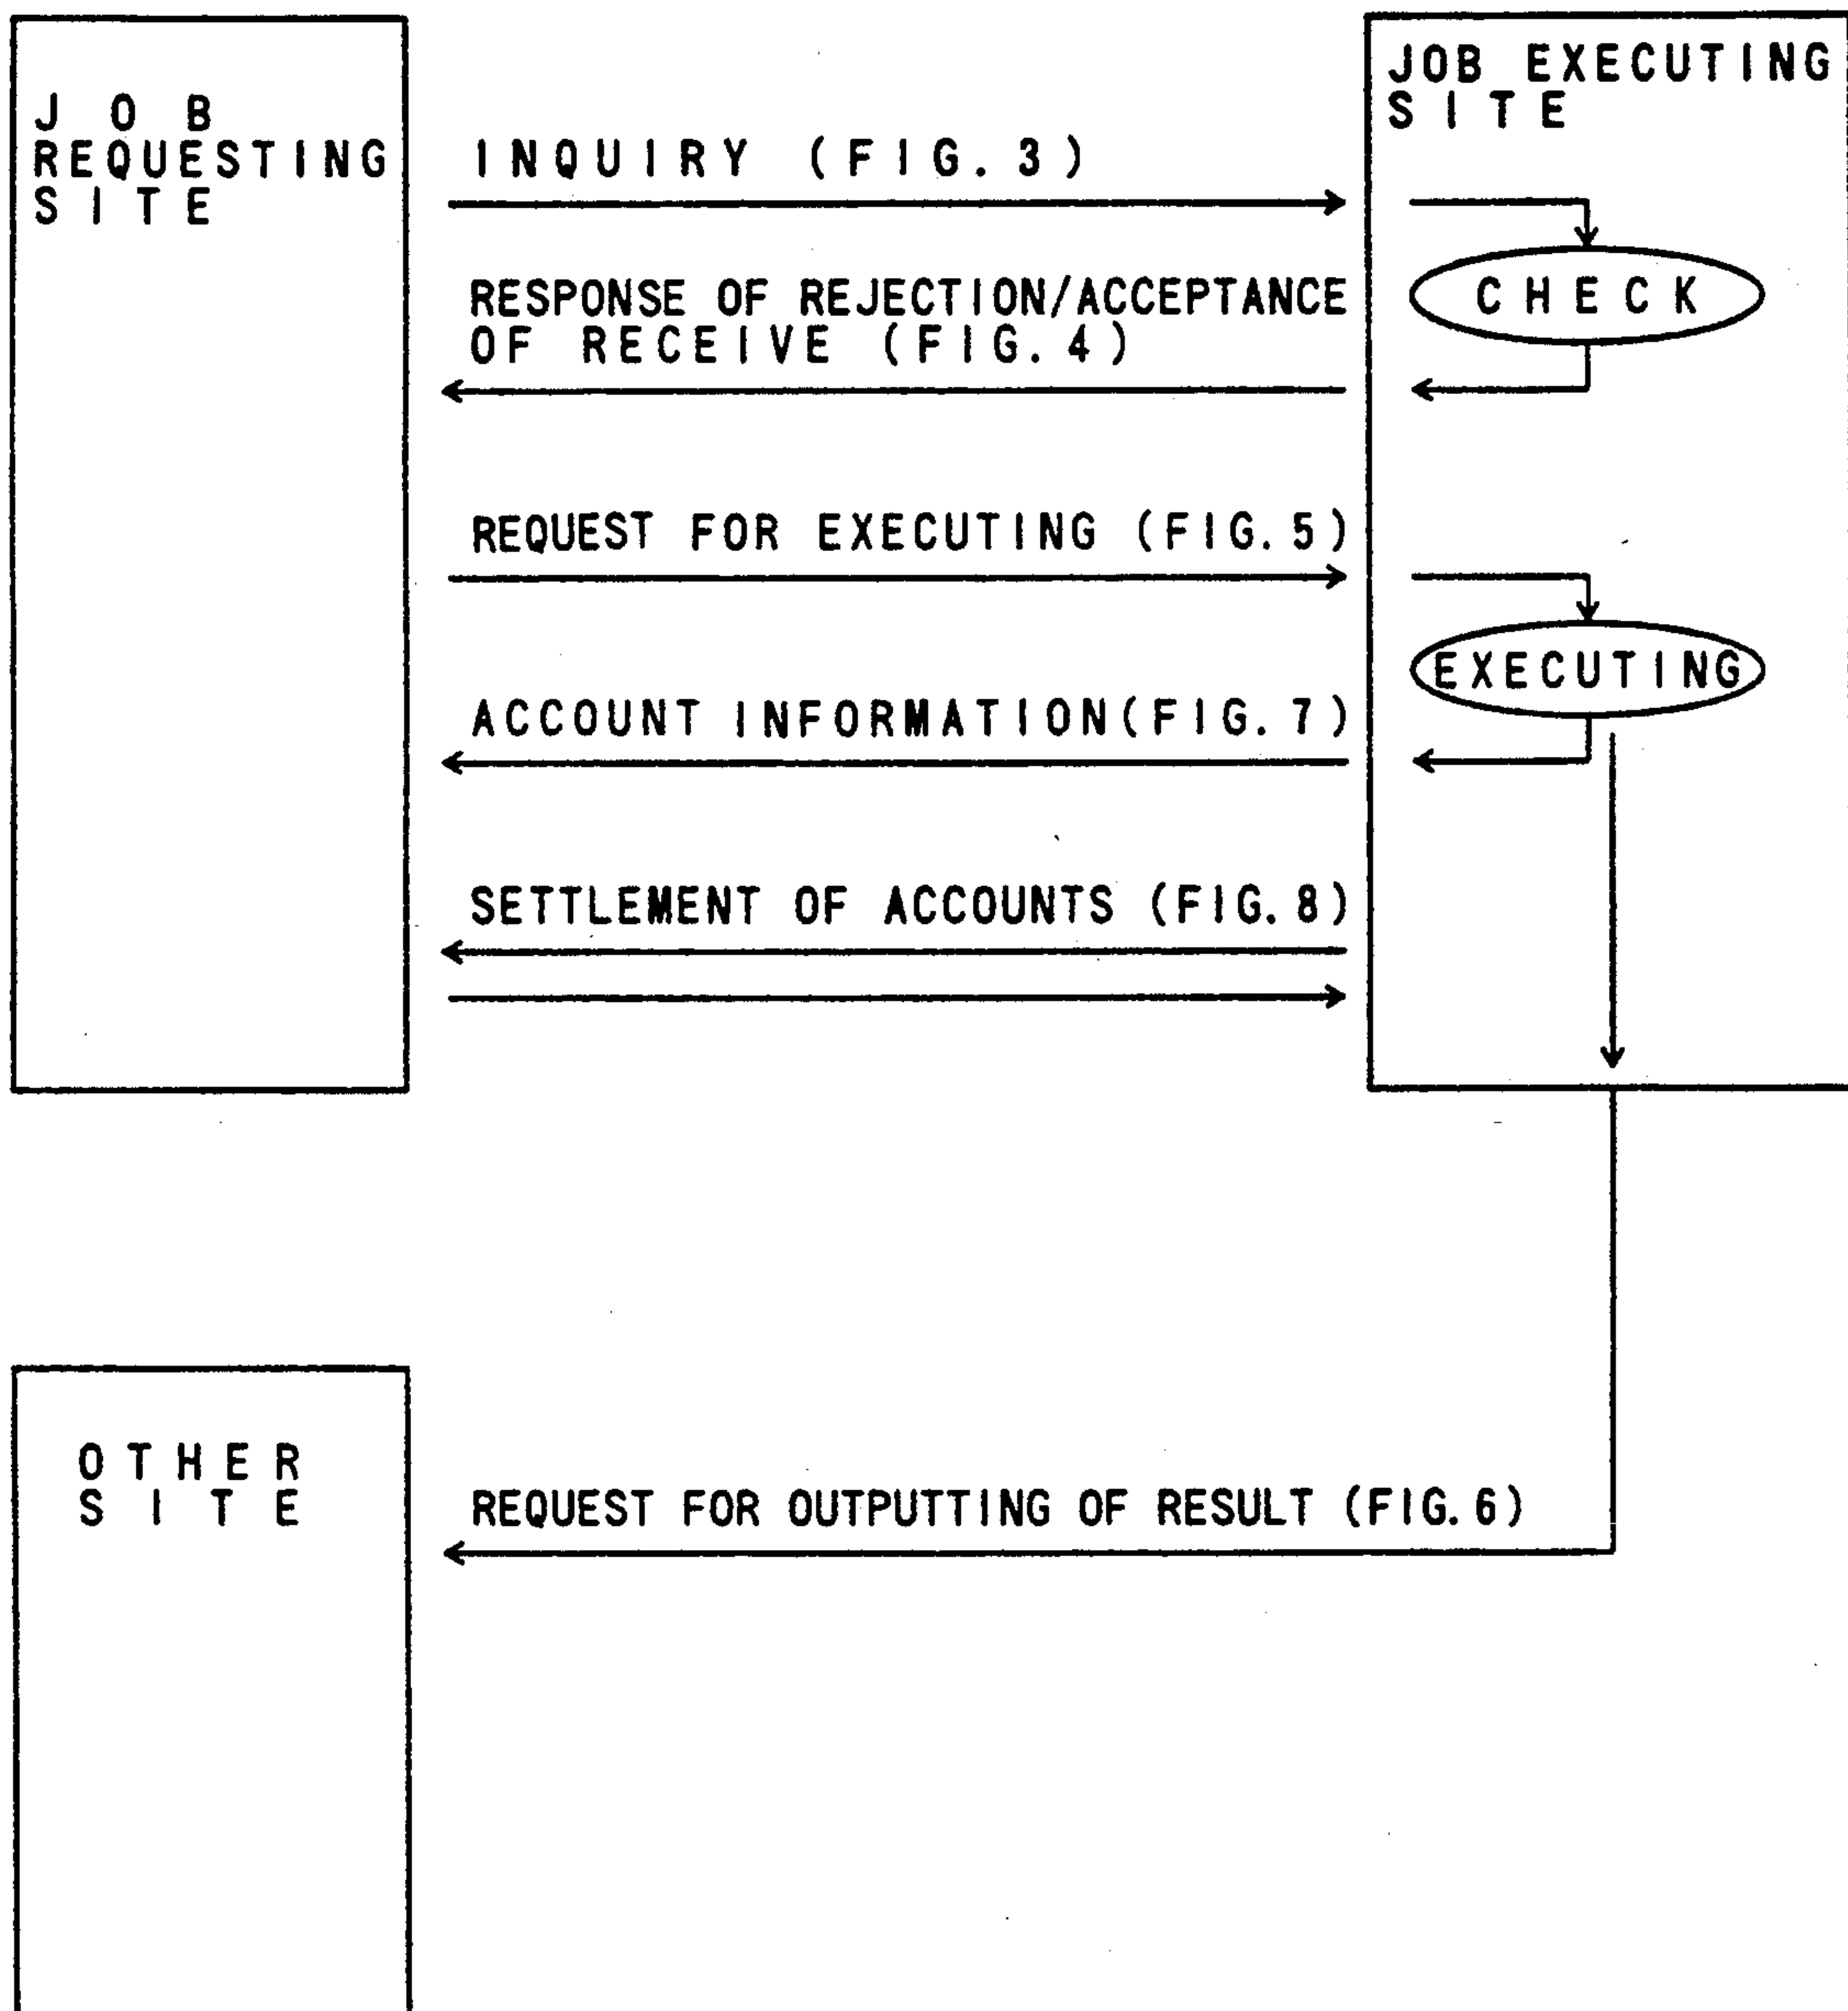 JOB
REQUESTING
SITE
JOB EXECUTING
SITE
INQUIRY (FIG. 3)
CHECK
RESPONSE OF REJECTION/ACCEPTANCE
OF RECEIVE (FIG. 4)
REQUEST FOR EXECUTING (FIG. 5)
EXECUTING
ACCOUNT INFORMATION(FIG. 7)
SETTLEMENT OF ACCOUNTS (FIG. 8)
OTHER
SITE
REQUEST FOR OUTPUTTING OF RESULT (FIG. 6)